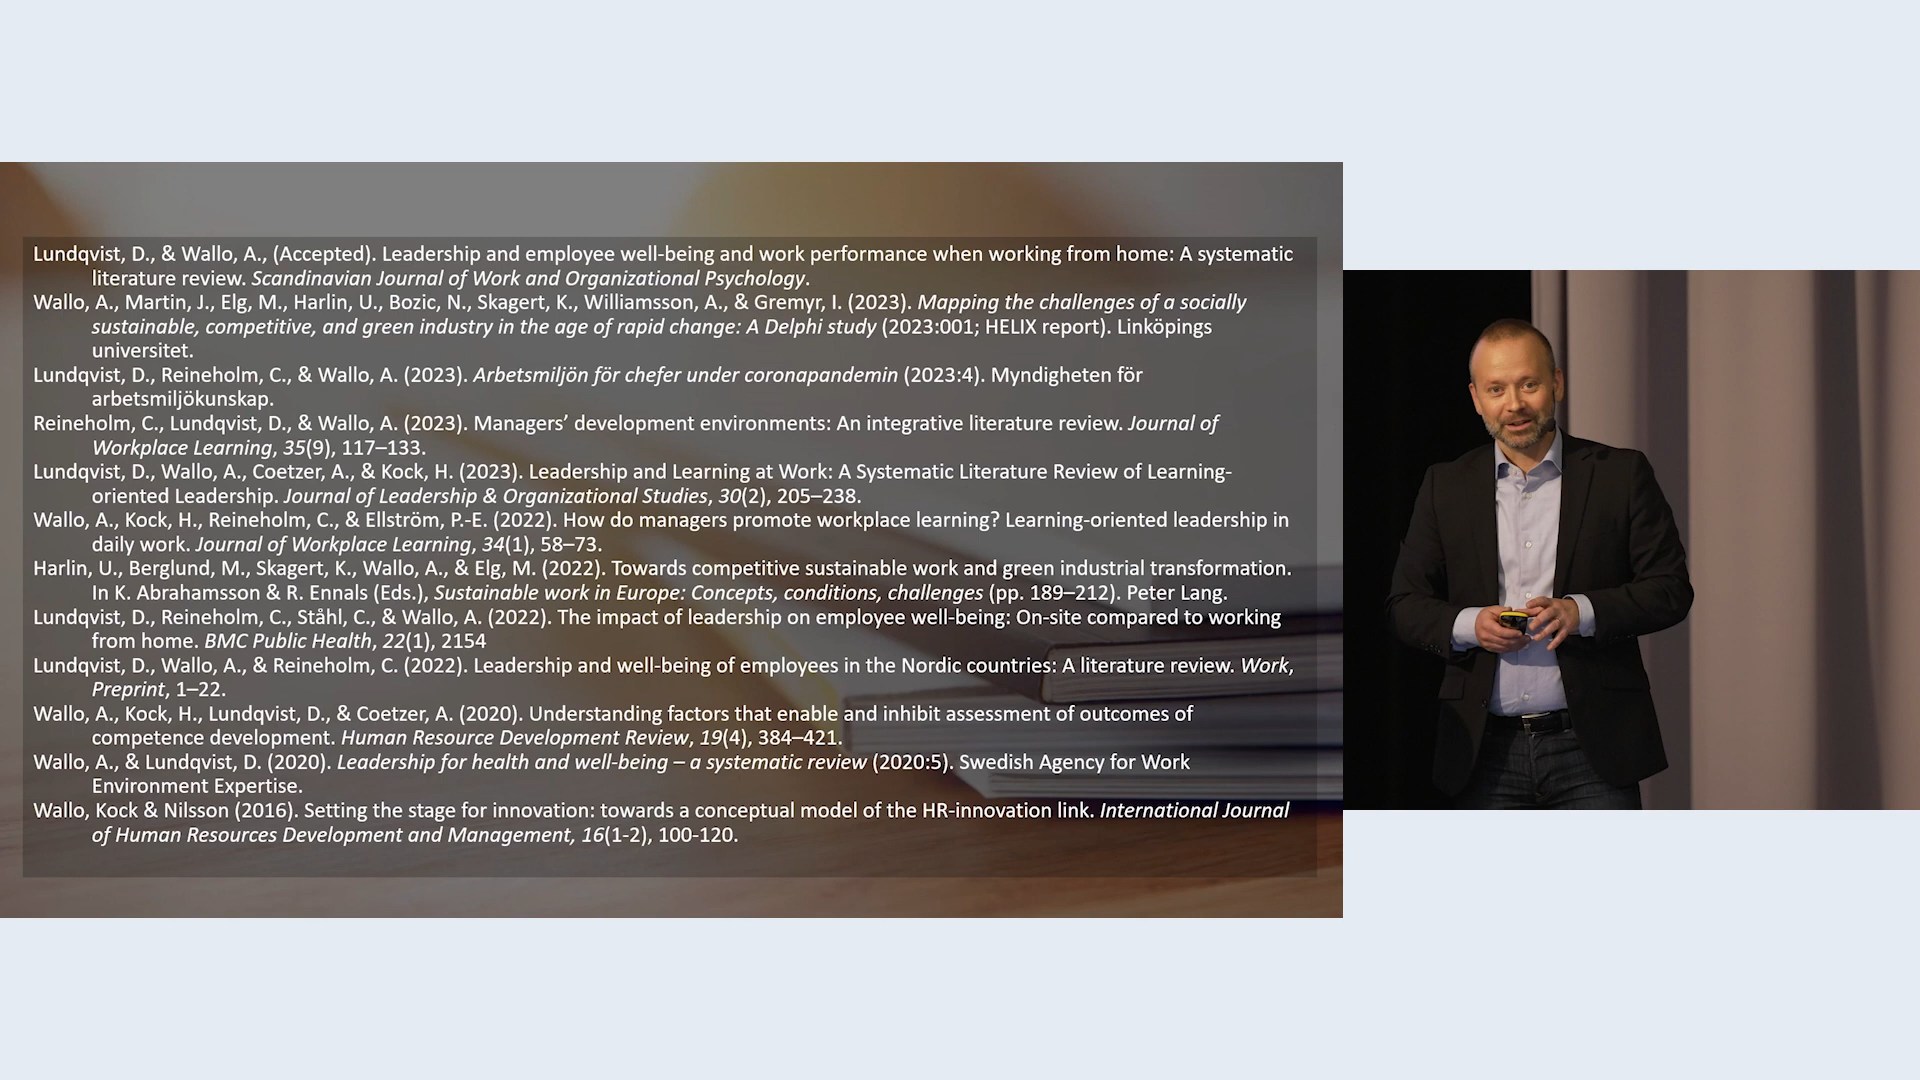 Lundqvist, D., & Wallo, A., (Accepted). Leadership and employee well-being and work performance when working from home: A systematic
literature review. Scandinavian Journal of Work and Organizational Psychology.
Wallo, A., Martin, J., Elg, M., Harlin, U., Bozic, N., Skagert, K., Williamsson, A., & Gremyr, I. (2023). Mapping the challenges of a socially
sustainable, competitive, and green industry in the age of rapid change: A Delphi study (2023:001; HELIX report). Linköpings
universitet.
Lundqvist, D., Reineholm, C., & Wallo, A. (2023). Arbetsmiljön för chefer under coronapandemin (2023:4). Myndigheten för
arbetsmiljökunskap.
Reineholm, C., Lundqvist, D., & Wallo, A. (2023). Managers’ development environments: An integrative literature review. Journal of
Workplace Learning, 35(9), 117–133.
Lundqvist, D., Wallo, A., Coetzer, A., & Kock, H. (2023). Leadership and Learning at Work: A Systematic Literature Review of Learning-
oriented Leadership. Journal of Leadership & Organizational Studies, 30(2), 205–238.
Wallo, A., Kock, H., Reineholm, C., & Ellström, P.-E. (2022). How do managers promote workplace learning? Learning-oriented leadership in
daily work. Journal of Workplace Learning, 34(1), 58–73.
Harlin, U., Berglund, M., Skagert, K., Wallo, A., & Elg, M. (2022). Towards competitive sustainable work and green industrial transformation.
In K. Abrahamsson & R. Ennals (Eds.), Sustainable work in Europe: Concepts, conditions, challenges (pp. 189–212). Peter Lang.
Lundqvist, D., Reineholm, C., Ståhl, C., & Wallo, A. (2022). The impact of leadership on employee well-being: On-site compared to working
from home. BMC Public Health, 22(1), 2154
Lundqvist, D., Wallo, A., & Reineholm, C. (2022). Leadership and well-being of employees in the Nordic countries: A literature review. Work,
Preprint, 1–22.
Wallo, A., Kock, H., Lundqvist, D., & Coetzer, A. (2020). Understanding factors that enable and inhibit assessment of outcomes of
competence development. Human Resource Development Review, 19(4), 384–421.
Wallo, A., & Lundqvist, D. (2020). Leadership for health and well-being – a systematic review (2020:5). Swedish Agency for Work
Environment Expertise.
Wallo, Kock & Nilsson (2016). Setting the stage for innovation: towards a conceptual model of the HR-innovation link. International Journal
of Human Resources Development and Management, 16(1-2), 100-120.